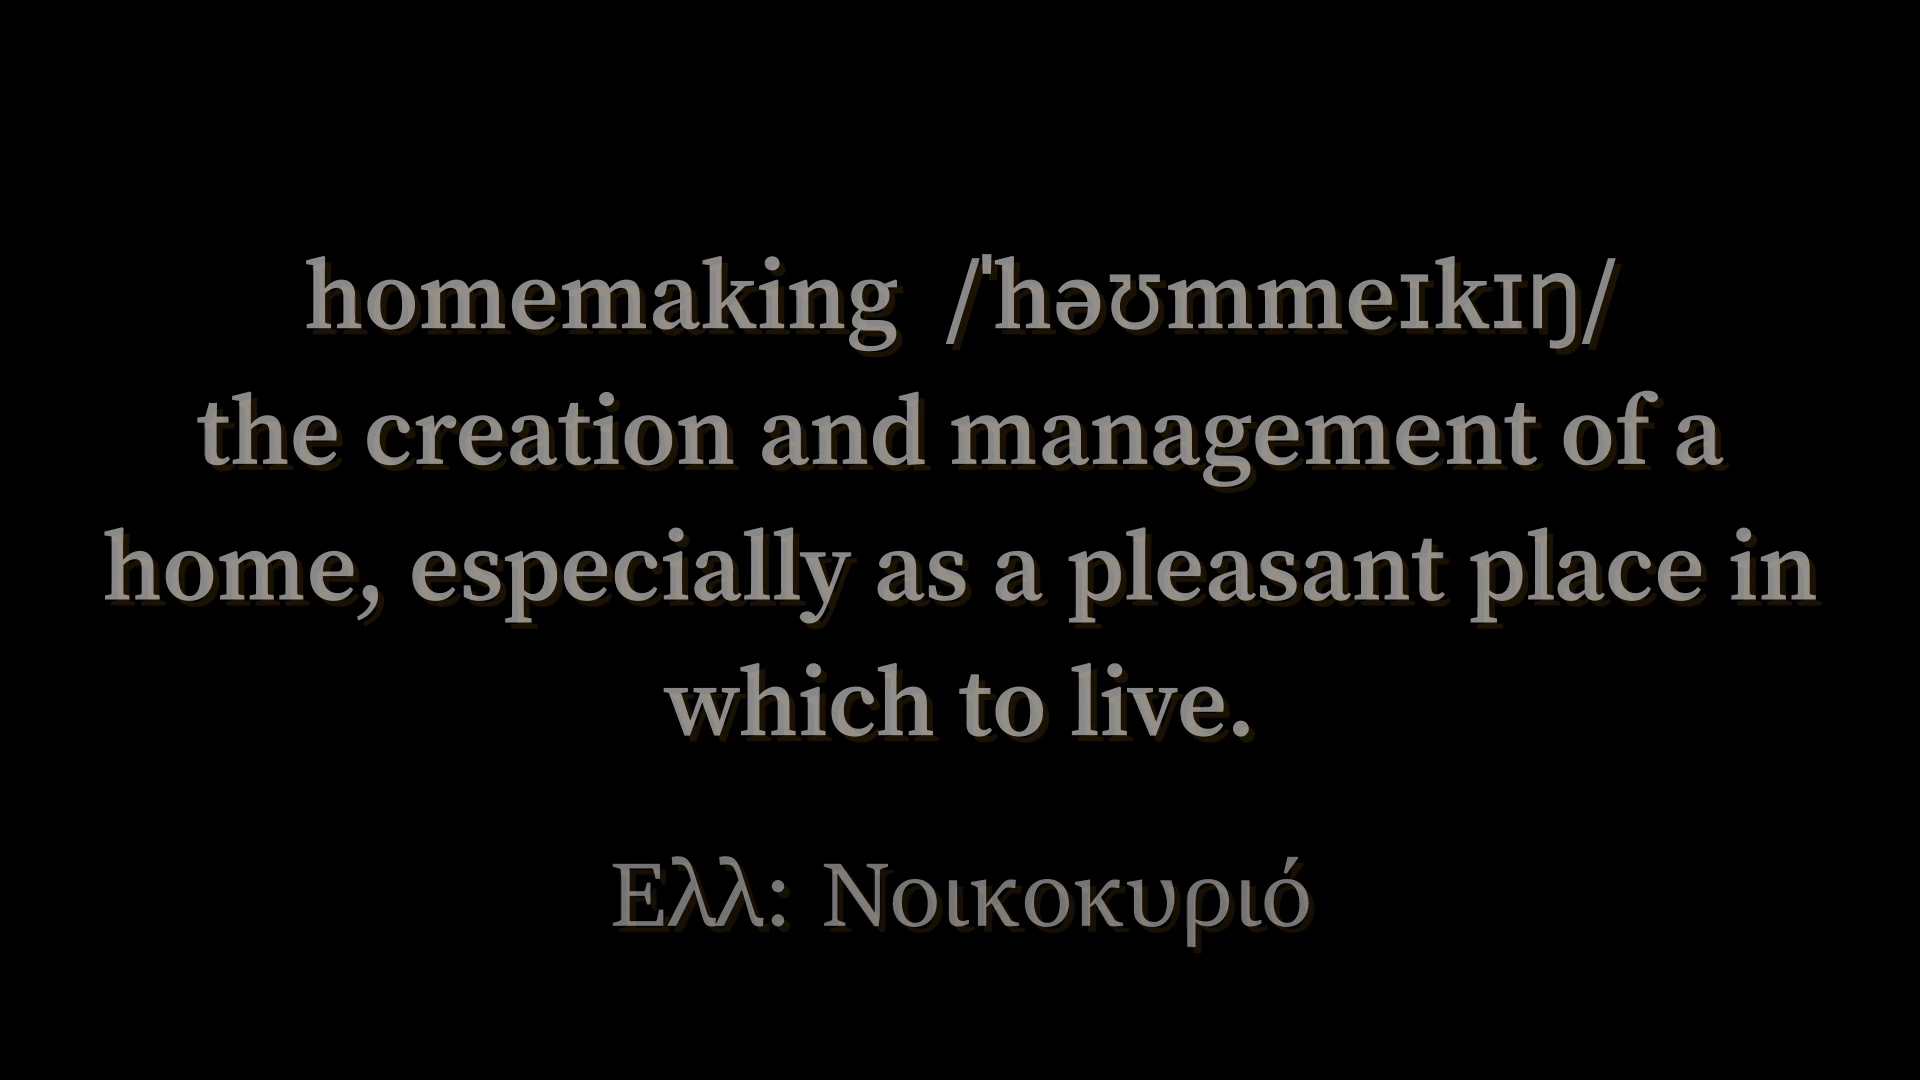 homemaking /ˈhəʊmmeɪkɪŋ/
the creation and management of a
home, especially as a pleasant place in
which to live.
Ελλ: Νοικοκυριό